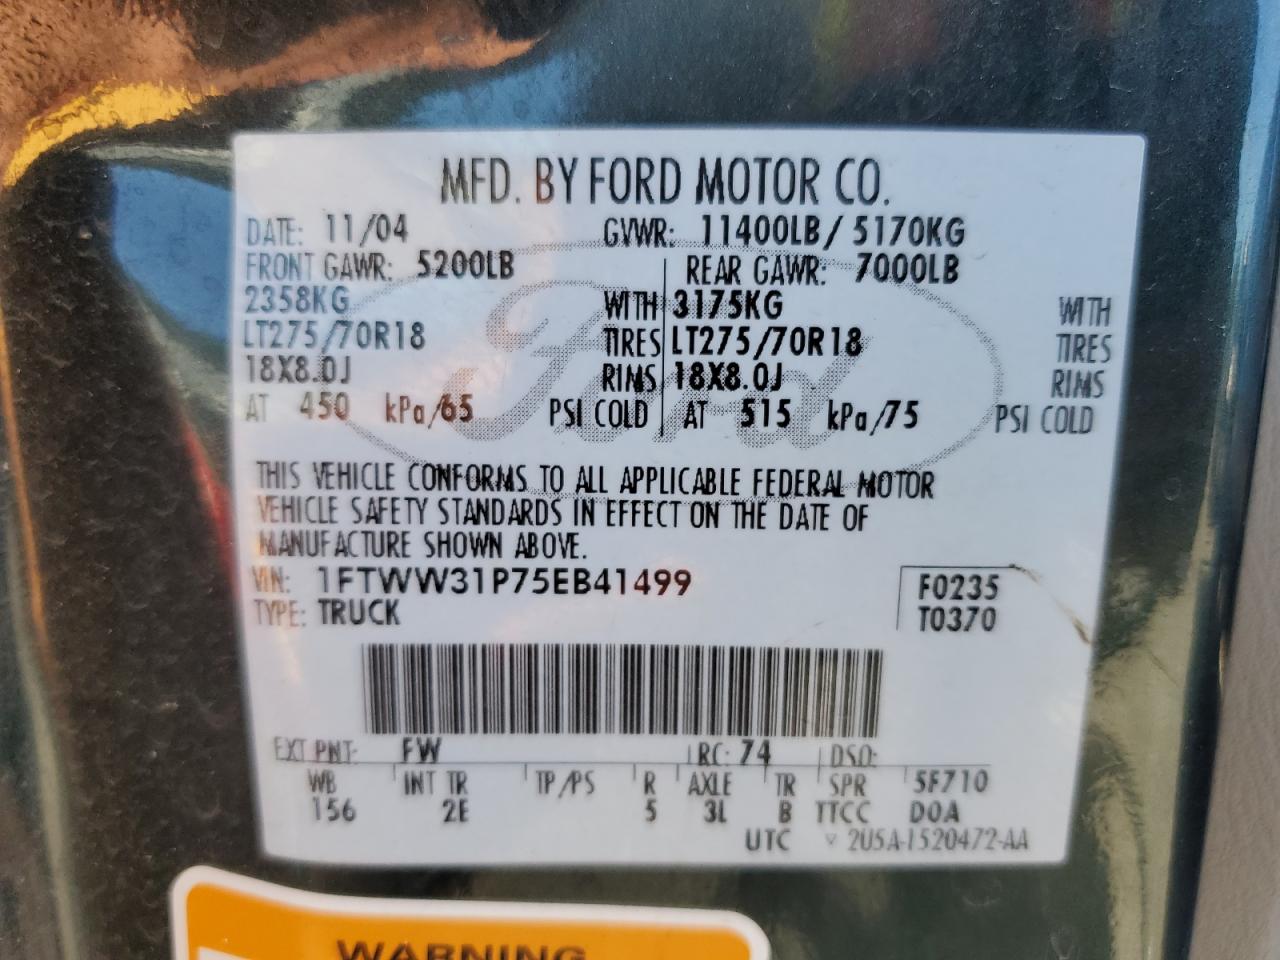 MFD. BY FORD MOTOR CO.
DATE: 11/04 GVWR: 11400LB / 5170KG
FRONT GAWR: 5200LB REAR GAWR: 7000LB
2358KG WITH 3175KG WITH
LT275/70R18 TIRES LT275/70R18 TIRES
18X8.0J RIMS 18X8.0J RIMS
AT 450 kPa/65 PSI COLD AT 515 kPa/75 PSI COLD
Ford
THIS VEHICLE CONFORMS TO ALL APPLICABLE FEDERAL MOTOR
VEHICLE SAFETY STANDARDS IN EFFECT ON THE DATE OF
MANUFACTURE SHOWN ABOVE.
VIN: 1FTWW31P75EB41499 F0235
TYPE: TRUCK T0370
EXT PNT: FW RC: 74 DSO:
WB INT TR TP/PS R AXLE TR SPR 5F710
156 2E 5 3L B TTCC DOA
UTC ▽ 2U5A-1520472-AA
WARNING